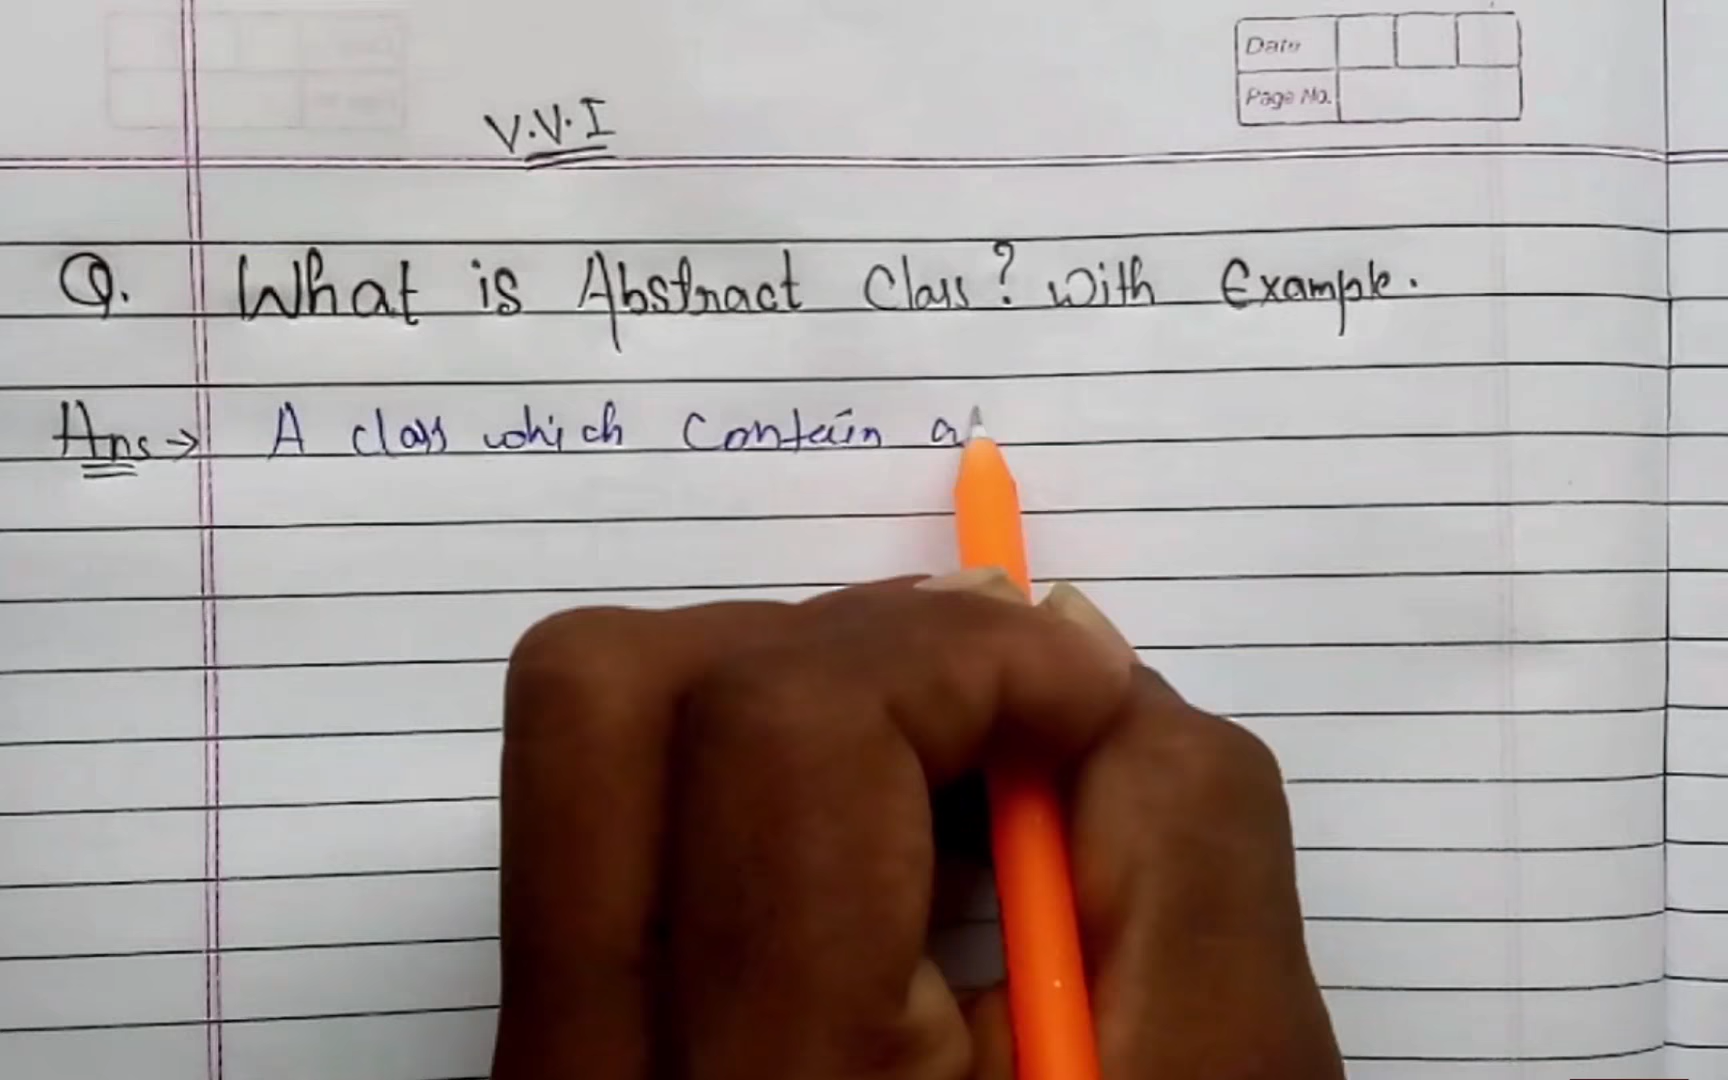 Date
Page No.
V.V.I
Q. What is Abstract Class? With Example.
Ans → A class which contain a